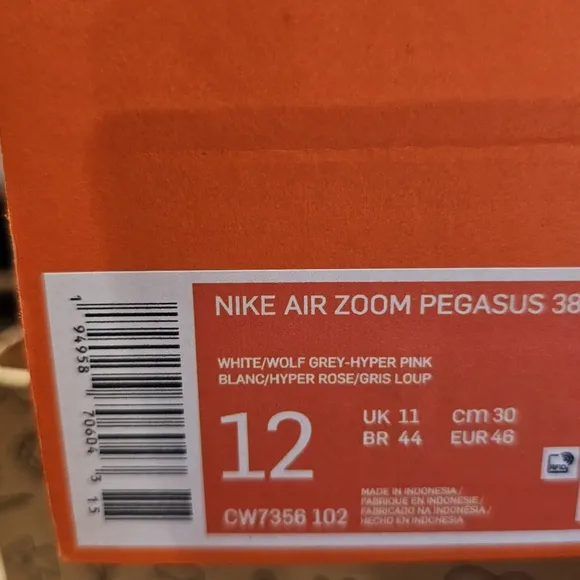 NIKE AIR ZOOM PEGASUS 38
WHITE/WOLF GREY-HYPER PINK
BLANC/HYPER ROSE/GRIS LOUP
12
UK 11 cm 30
BR 44 EUR 46
CW7356 102
MADE IN INDONESIA /
FABRIQUE EN INDONESIE /
FABRICADO NA INDONESIA /
HECHO EN INDONESIA
1 94958 70604 3 15